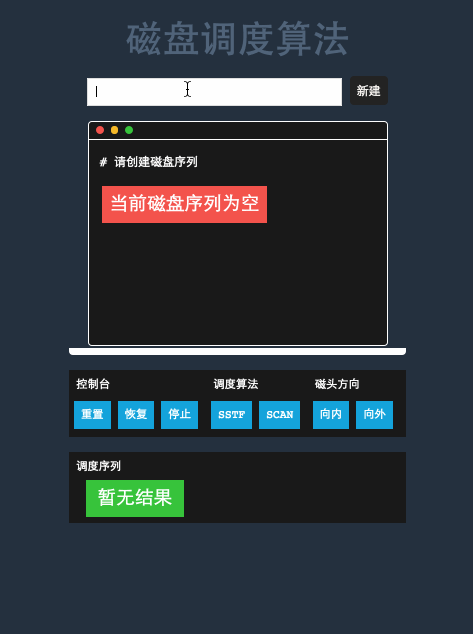 磁盘调度算法
新建
# 请创建磁盘序列
当前磁盘序列为空
控制台 调度算法 磁头方向
重置 恢复 停止 SSTF SCAN 向内 向外
调度序列
暂无结果